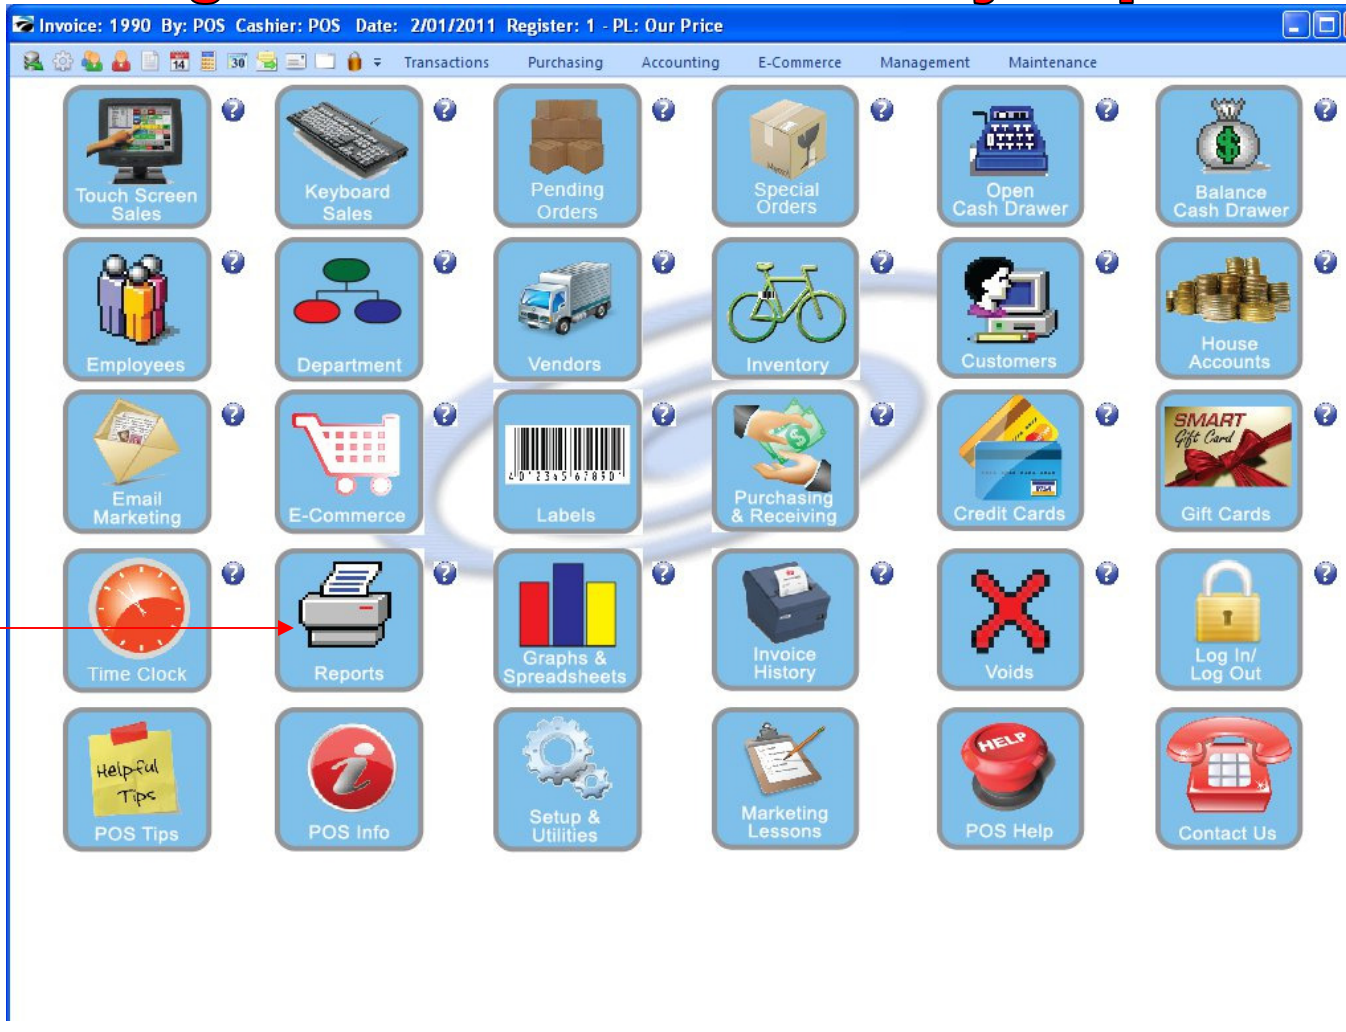 Invoice: 1990 By: POS Cashier: POS Date: 2/01/2011 Register: 1 - PL: Our Price
14
30
Transactions Purchasing Accounting E-Commerce Management Maintenance
Touch Screen
Sales
Keyboard
Sales
Pending
Orders
Special
Orders
Open
Cash Drawer
Balance
Cash Drawer
Employees
Department
Vendors
Inventory
Customers
House
Accounts
Email
Marketing
E-Commerce
Labels
Purchasing
& Receiving
VISA
Credit Cards
SMART
Gift Card
Gift Cards
Time Clock
Reports
Graphs &
Spreadsheets
Invoice
History
Voids
Log In/
Log Out
Helpful
Tips
POS Tips
i
POS Info
Setup &
Utilities
Marketing
Lessons
HELP
POS Help
Contact Us